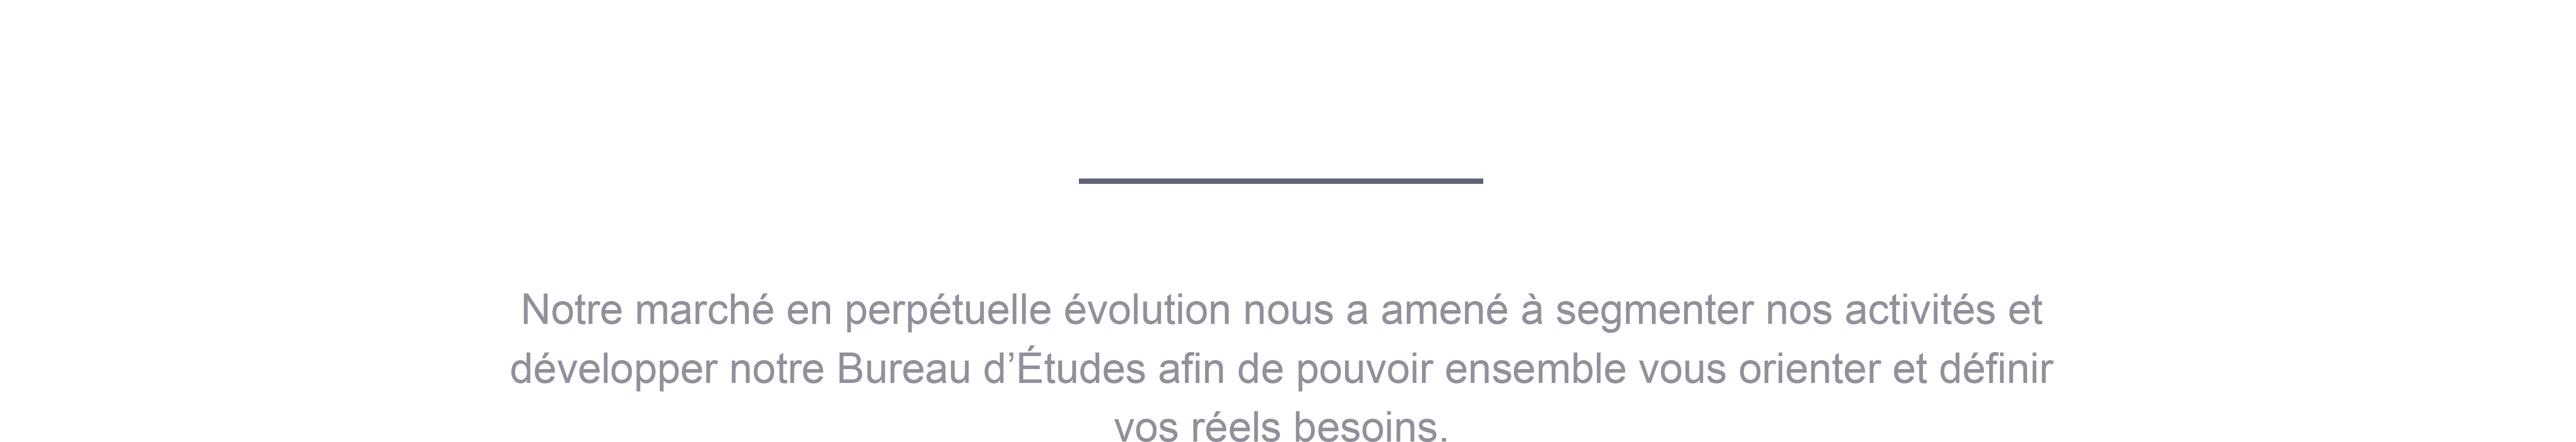 Notre marché en perpétuelle évolution nous a amené à segmenter nos activités et
développer notre Bureau d’Études afin de pouvoir ensemble vous orienter et définir
vos réels besoins.